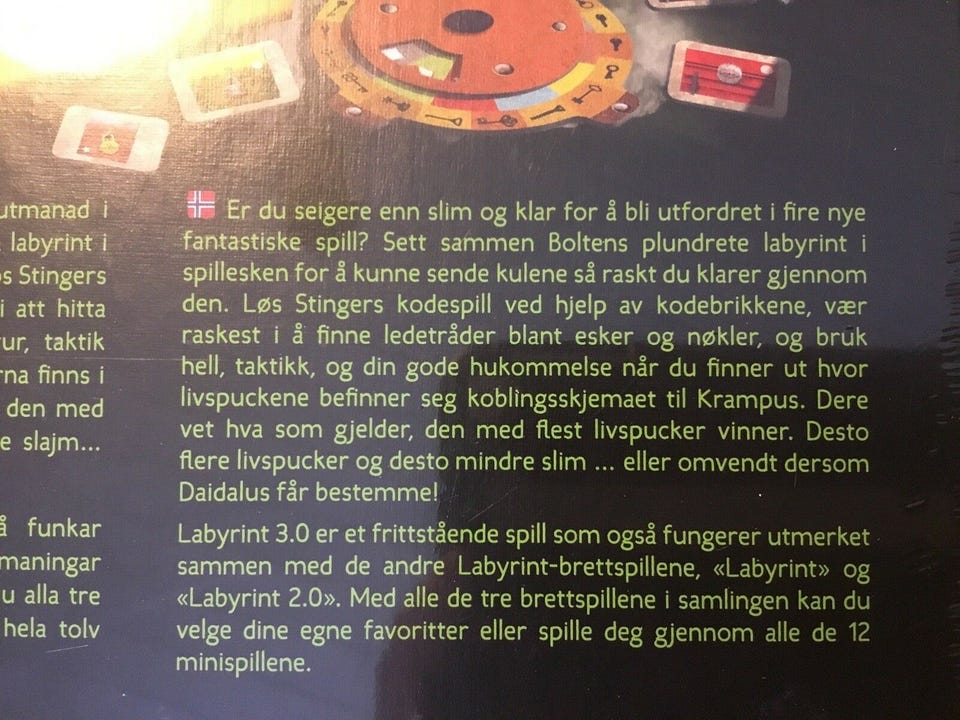 utmanad i
labyrint i
s Stingers
i att hitta
ur, taktik
rna finns i
den med
e slajm...
å funkar
maningar
u alla tre
hela tolv
Er du seigere enn slim og klar for å bli utfordret i fire nye
fantastiske spill? Sett sammen Boltens plundrete labyrint i
spillesken for å kunne sende kulene så raskt du klarer gjennom
den. Løs Stingers kodespill ved hjelp av kodebrikkene, vær
raskest i å finne ledetråder blant esker og nøkler, og bruk
hell, taktikk, og din gode hukommelse når du finner ut hvor
livspuckene befinner seg koblingsskjemaet til Krampus. Dere
vet hva som gjelder, den med flest livspucker vinner. Desto
flere livspucker og desto mindre slim ... eller omvendt dersom
Daidalus får bestemme!
Labyrint 3.0 er et frittstående spill som også fungerer utmerket
sammen med de andre Labyrint-brettspillene, «Labyrint» og
«Labyrint 2.0». Med alle de tre brettspillene i samlingen kan du
velge dine egne favoritter eller spille deg gjennom alle de 12
minispillene.